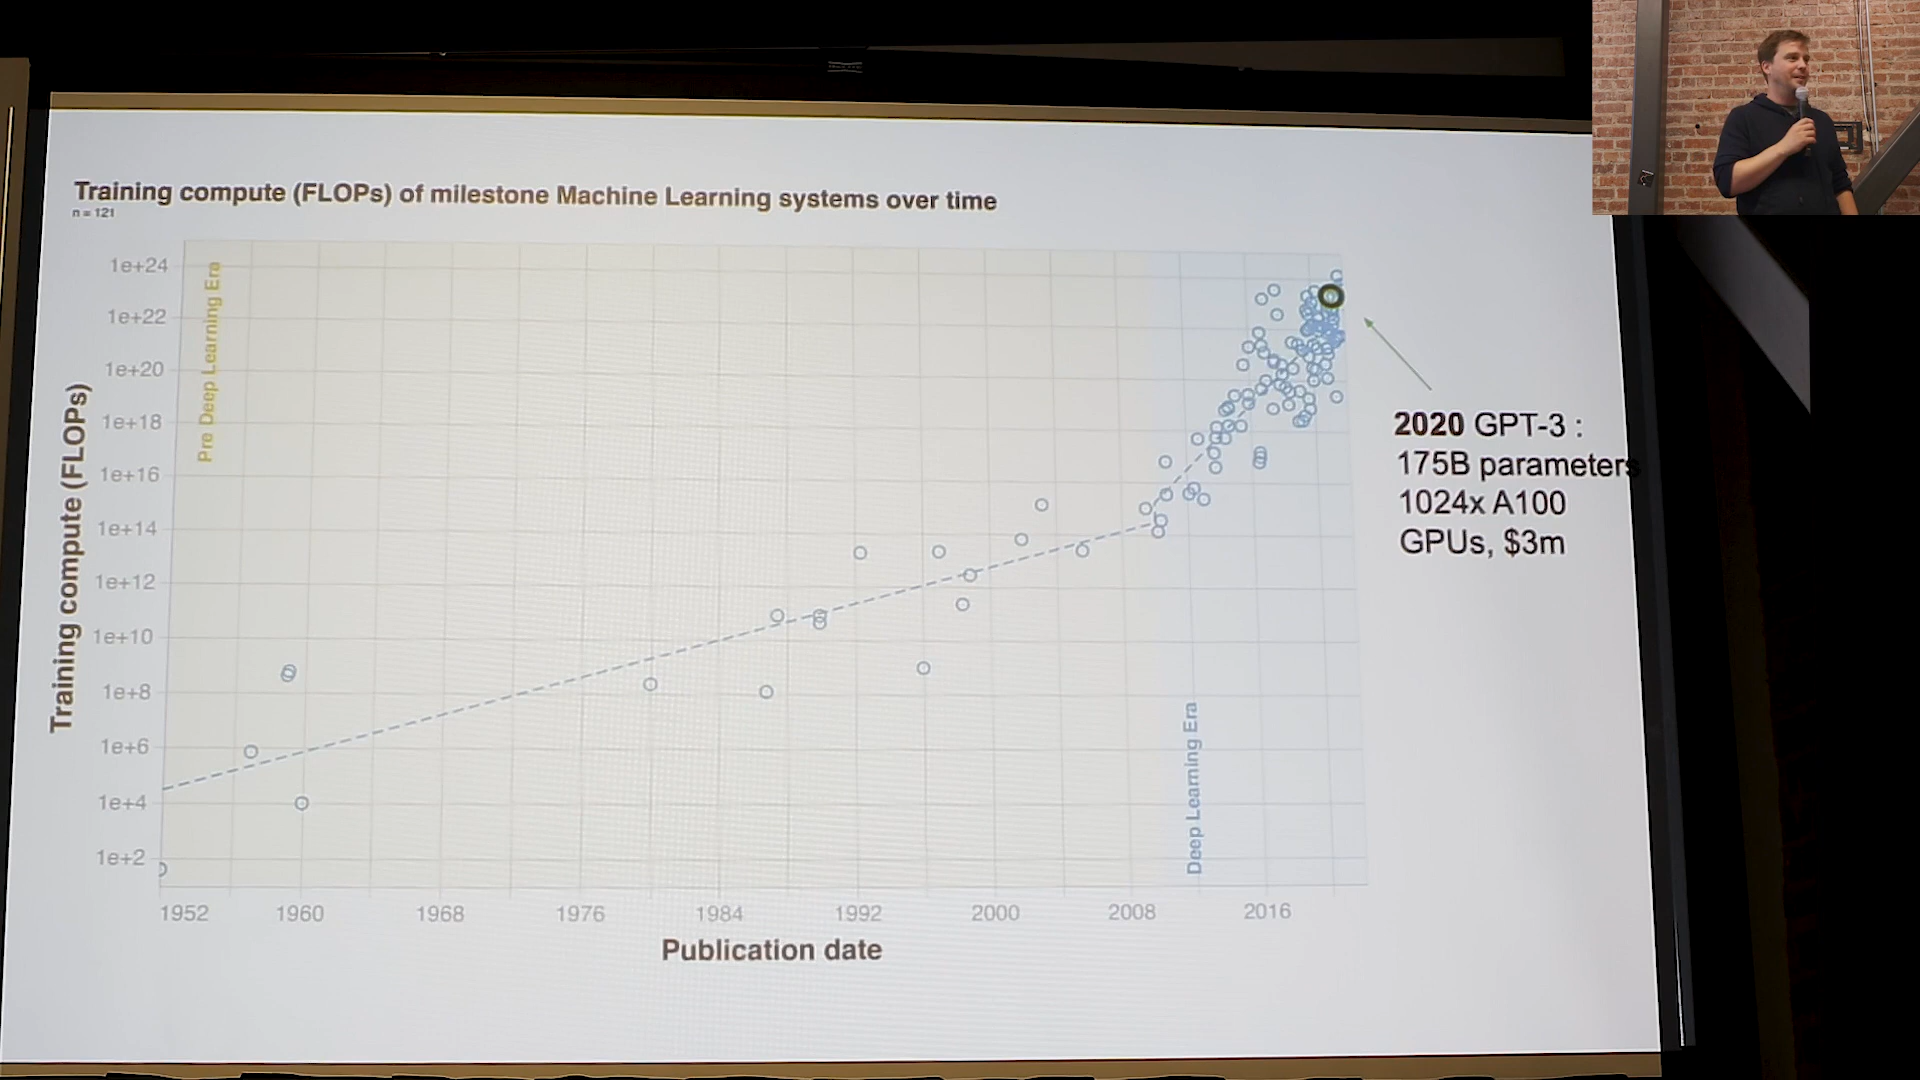 Training compute (FLOPs) of milestone Machine Learning systems over time
n = 121
Training compute (FLOPs)
1e+24
1e+22
1e+20
1e+18
1e+16
1e+14
1e+12
1e+10
1e+8
1e+6
1e+4
1e+2
Pre Deep Learning Era
Deep Learning Era
2020 GPT-3 :
175B parameters
1024x A100
GPUs, $3m
1952 1960 1968 1976 1984 1992 2000 2008 2016
Publication date